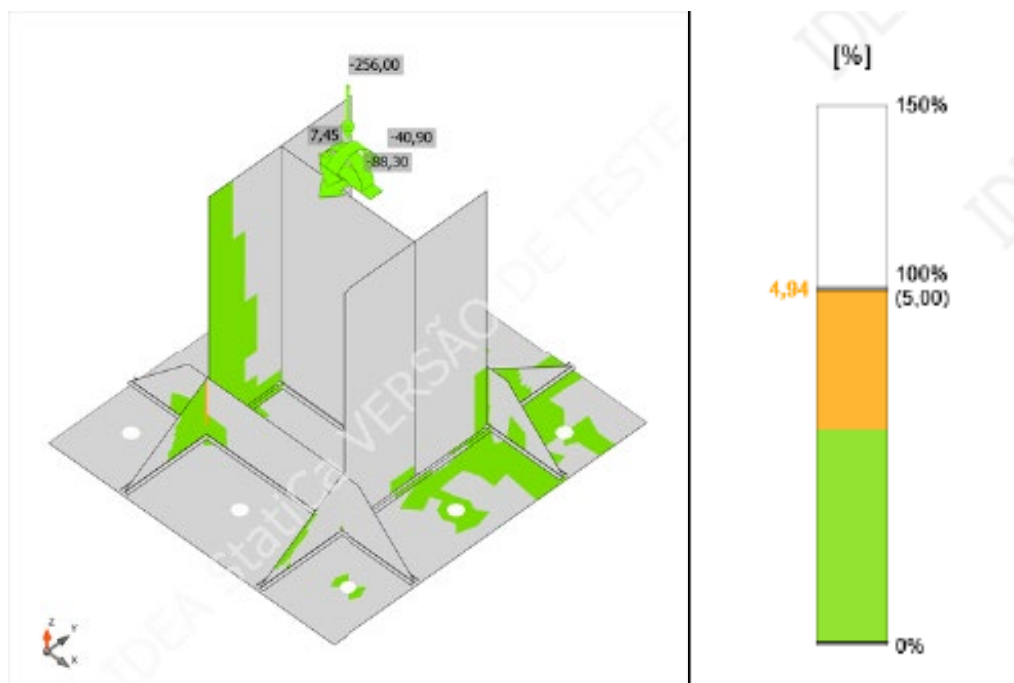 -256,00
7,45
-40,90
-88,30
IDEA StatiCa VERSÃO DE TESTE
Z
Y
X
[%]
150%
100%
(5,00)
4,94
0%